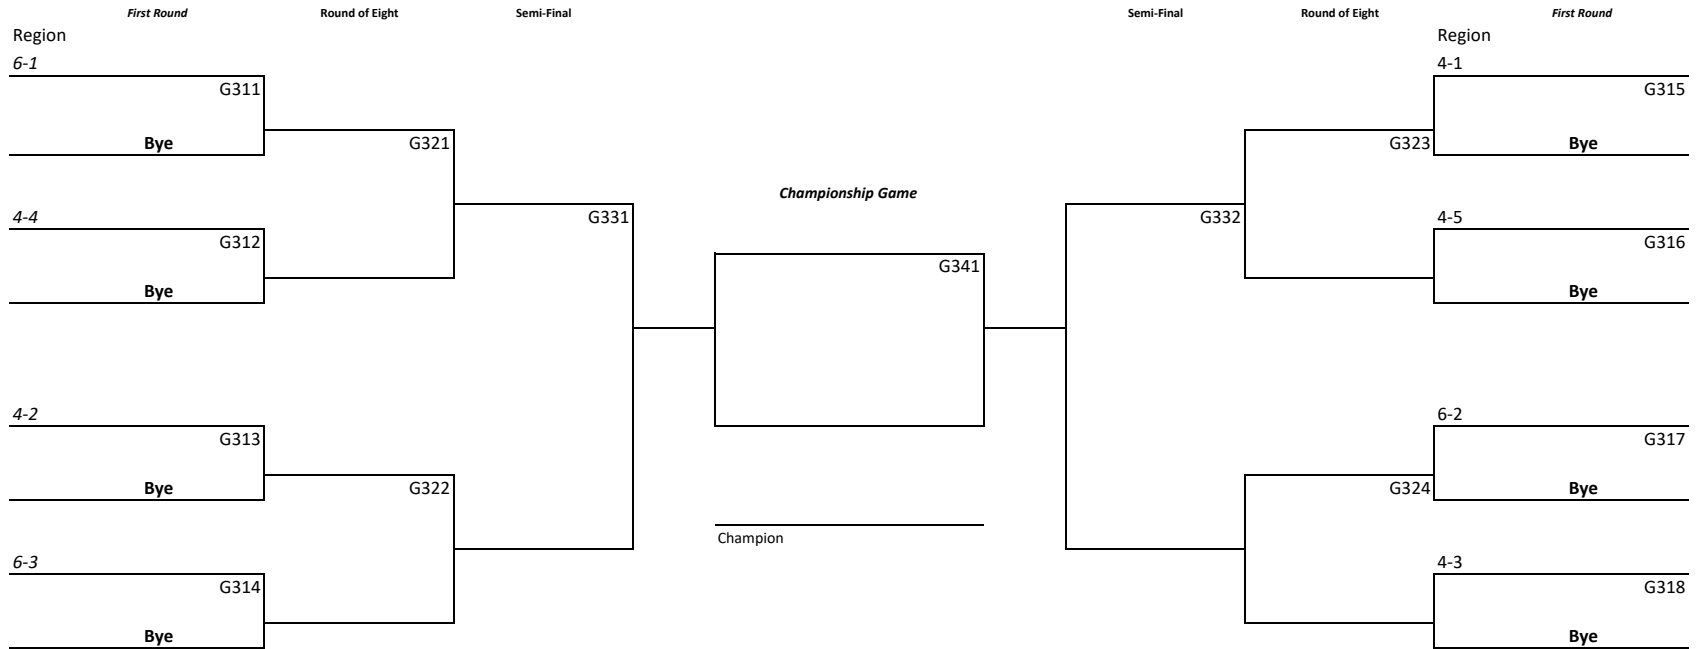 First Round Round of Eight Semi-Final Semi-Final Round of Eight First Round
Region Region
6-1 4-1
G311 G315
Bye G321 G323 Bye
Championship Game
4-4 G331 G332 4-5
G312 G316
G341
Bye Bye
4-2 6-2
G313 G317
Bye G322 G324 Bye
Champion
6-3 4-3
G314 G318
Bye Bye